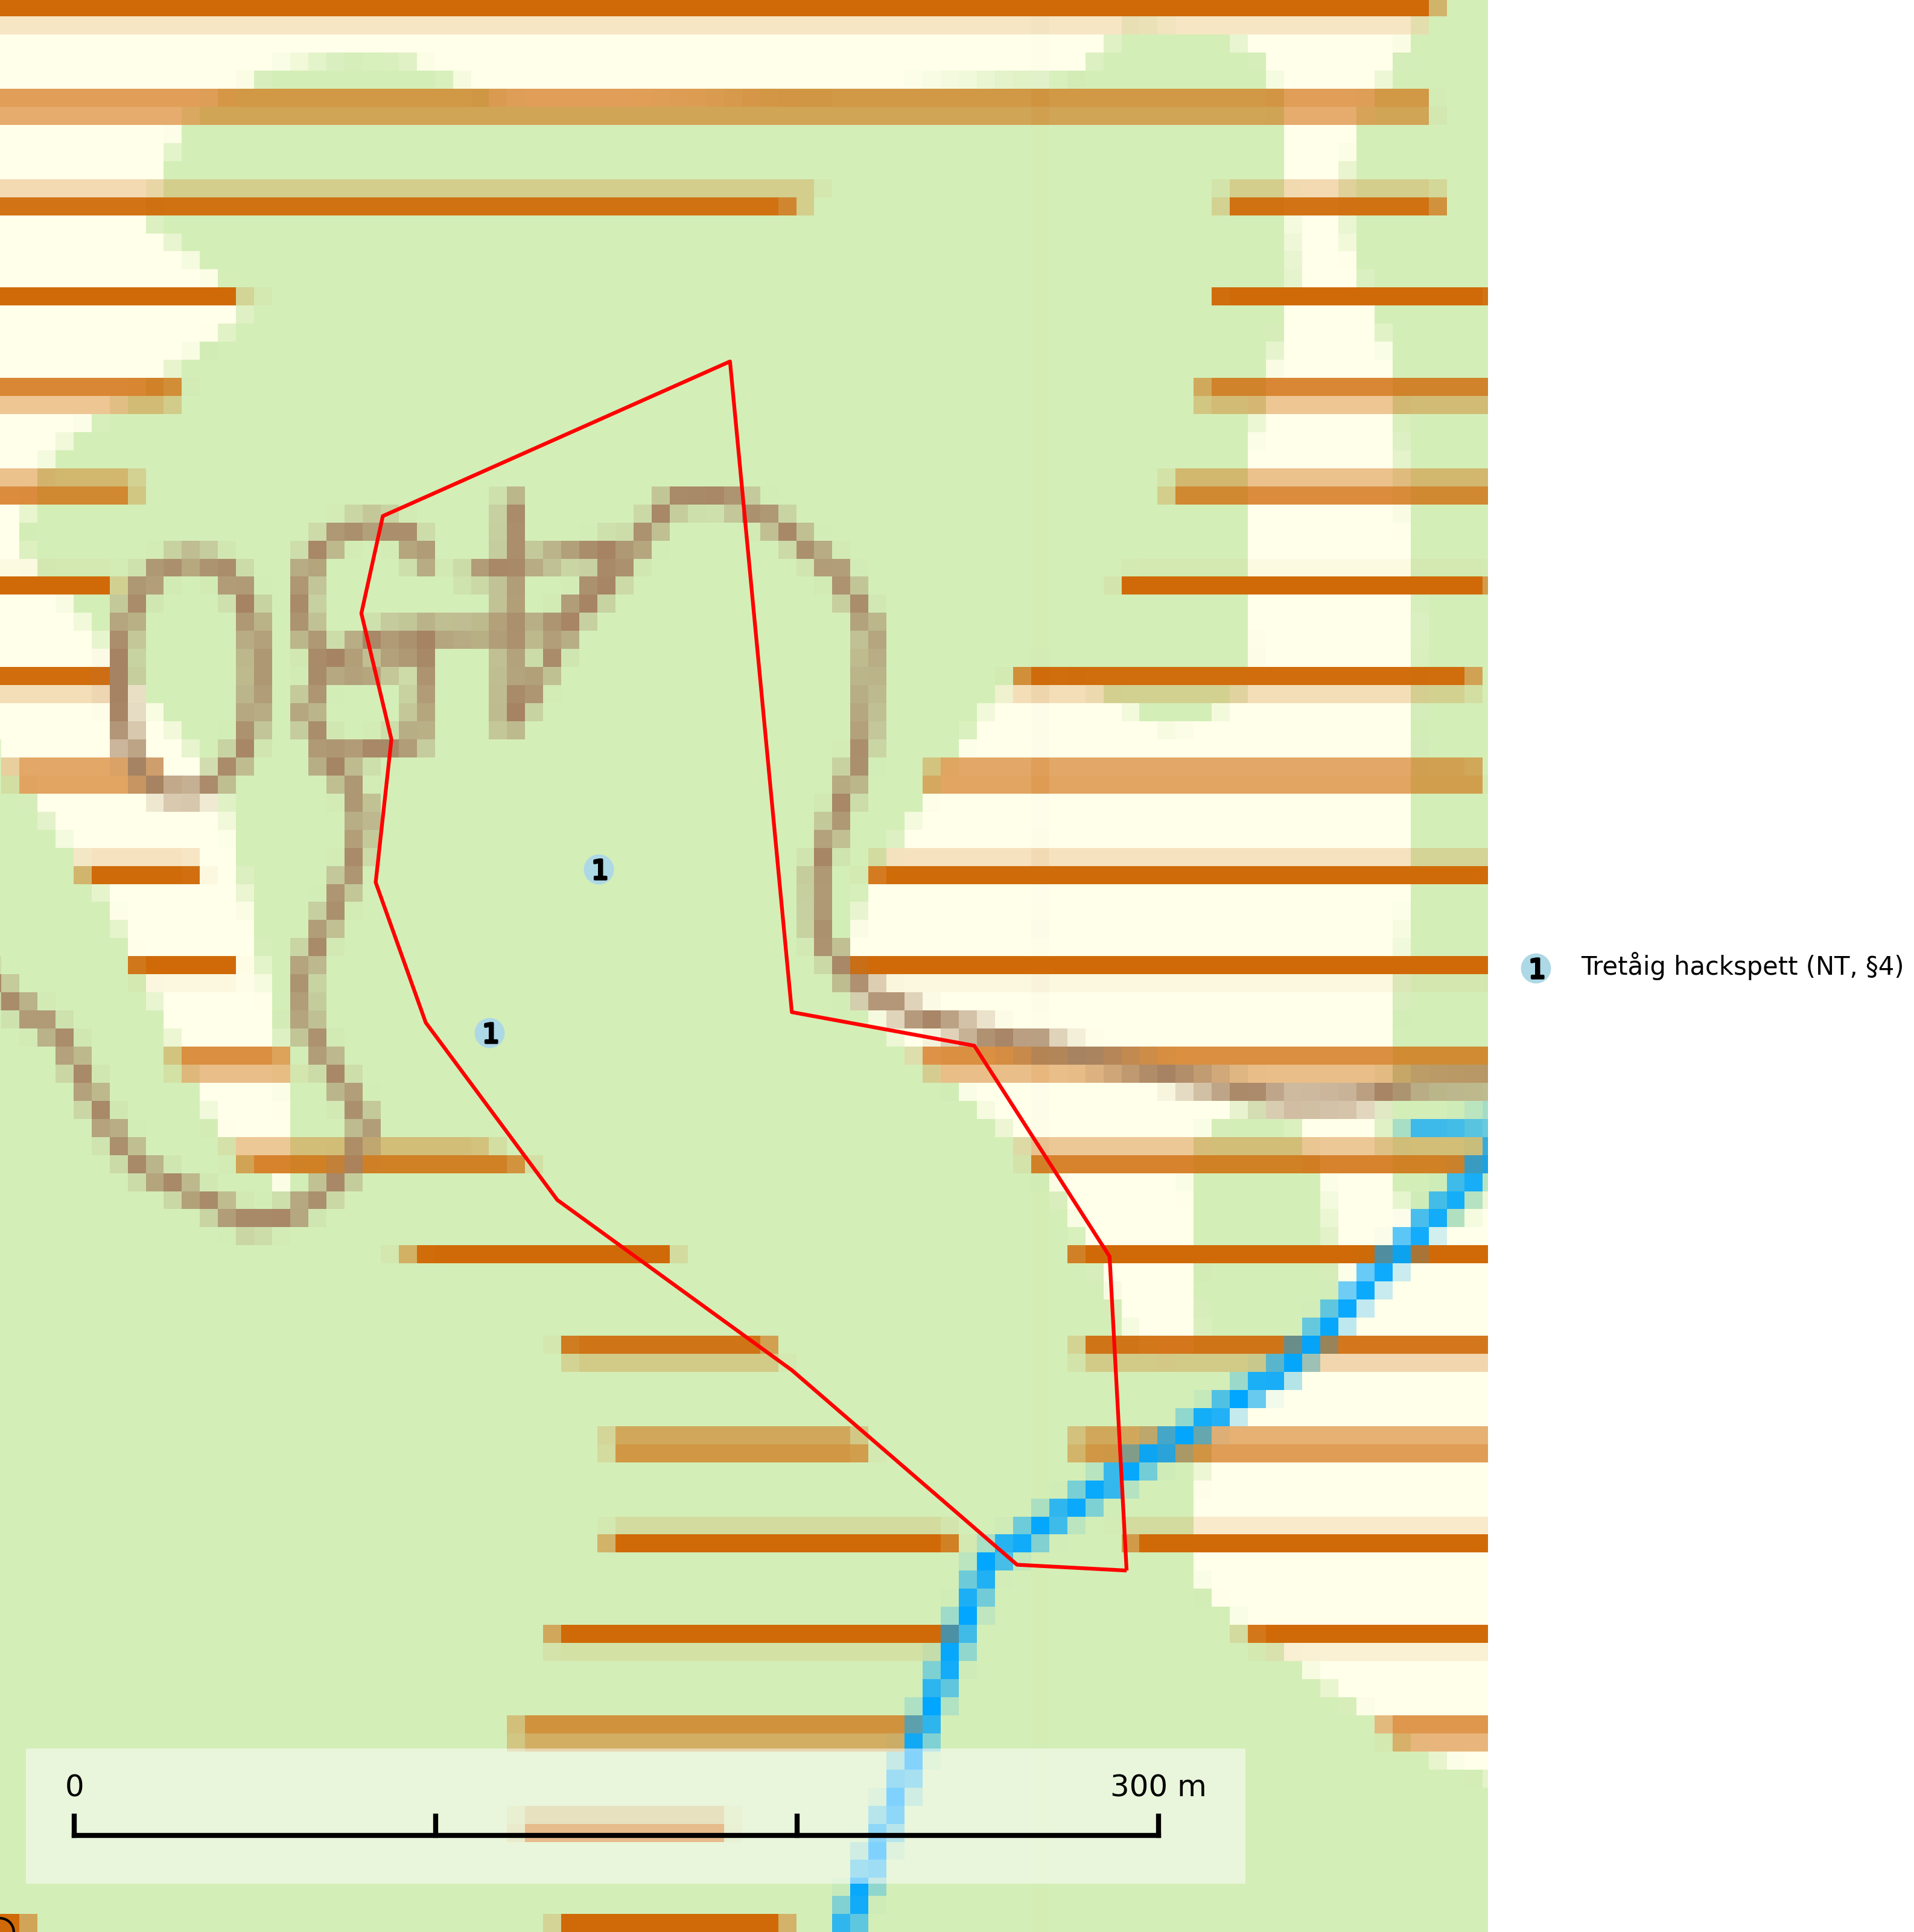 1
1
1 Tretåig hackspett (NT, §4)
0 300 m